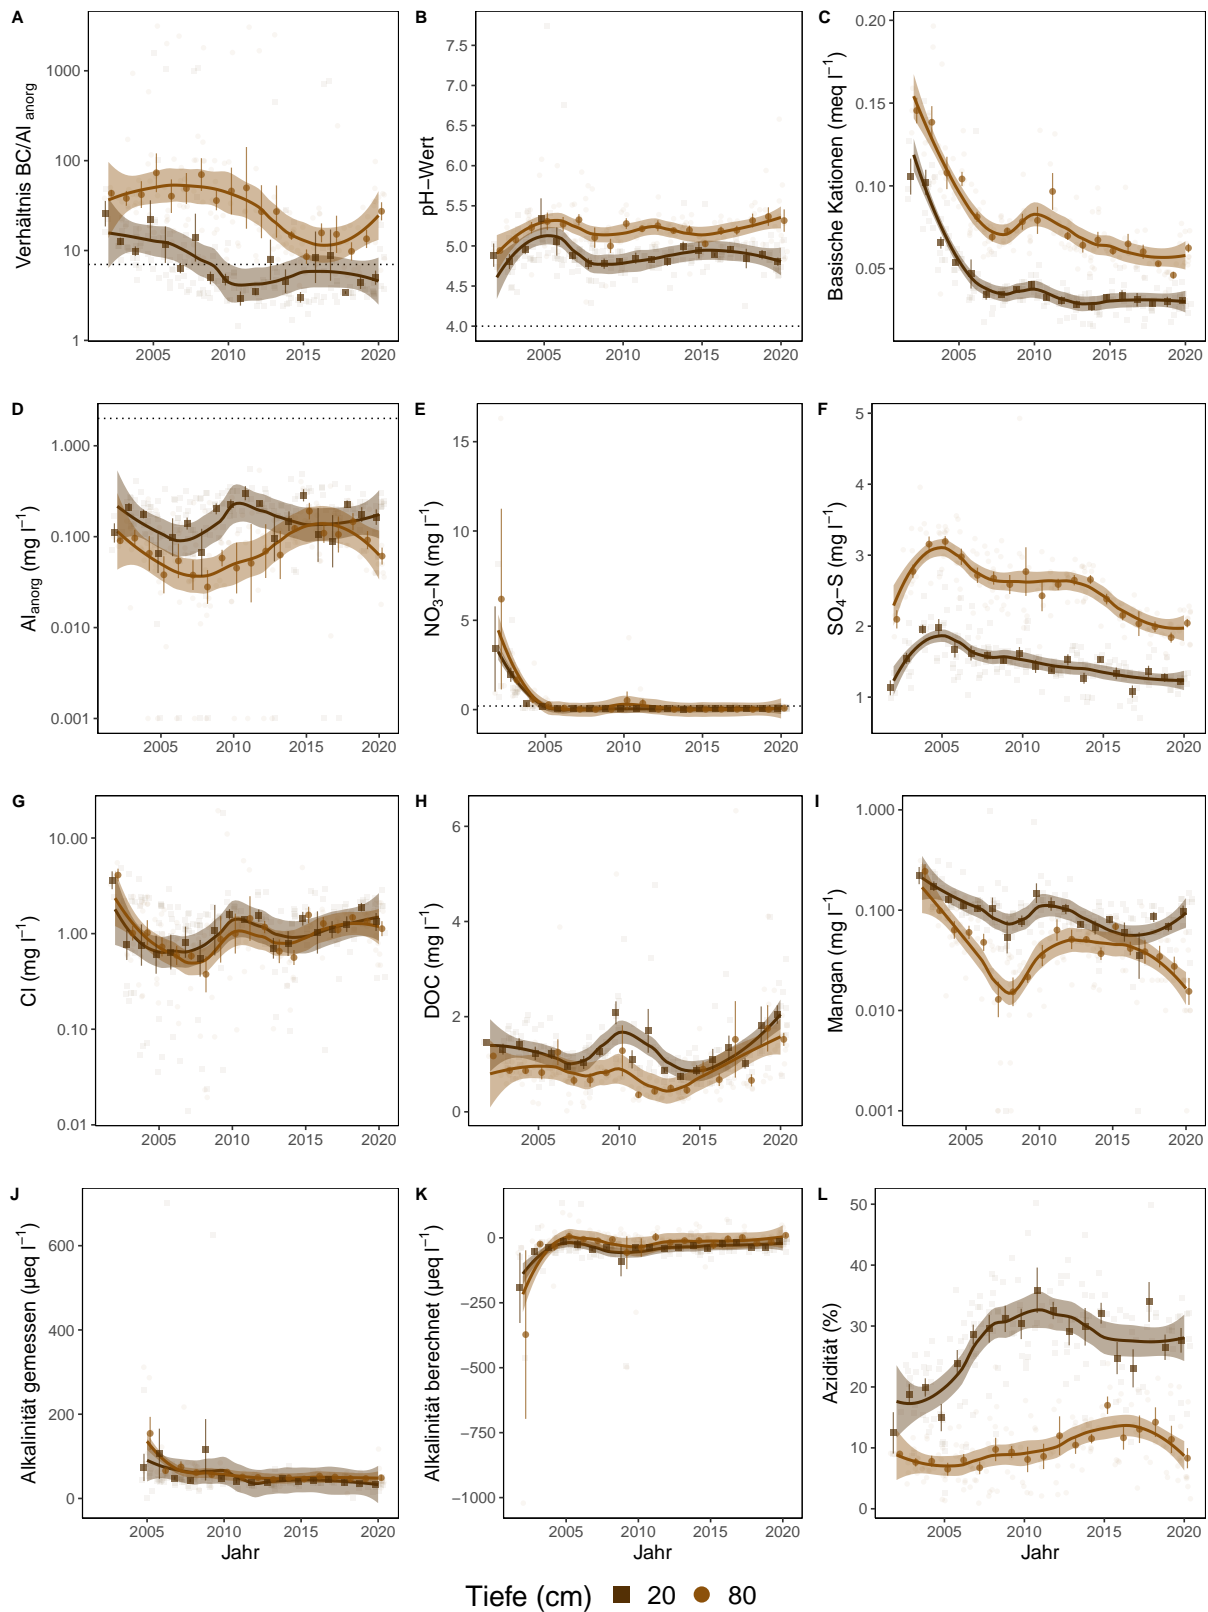 A
Verhältnis BC/Al anorg
1000
100
10
1
2005 2010 2015 2020
B
pH−Wert
7.5
7.0
6.5
6.0
5.5
5.0
4.5
4.0
2005 2010 2015 2020
C
Basische Kationen (meq l−1)
0.20
0.15
0.10
0.05
2005 2010 2015 2020
D
Alanorg (mg l−1)
1.000
0.100
0.010
0.001
2005 2010 2015 2020
E
NO3−N (mg l−1)
15
10
5
0
2005 2010 2015 2020
F
SO4−S (mg l−1)
5
4
3
2
1
2005 2010 2015 2020
G
Cl (mg l−1)
10.00
1.00
0.10
0.01
2005 2010 2015 2020
H
DOC (mg l−1)
6
4
2
0
2005 2010 2015 2020
I
Mangan (mg l−1)
1.000
0.100
0.010
0.001
2005 2010 2015 2020
J
Alkalinität gemessen (µeq l−1)
600
400
200
0
2005 2010 2015 2020
Jahr
K
Alkalinität berechnet (µeq l−1)
0
−250
−500
−750
−1000
2005 2010 2015 2020
Jahr
L
Azidität (%)
50
40
30
20
10
0
2005 2010 2015 2020
Jahr
Tiefe (cm) 20 80